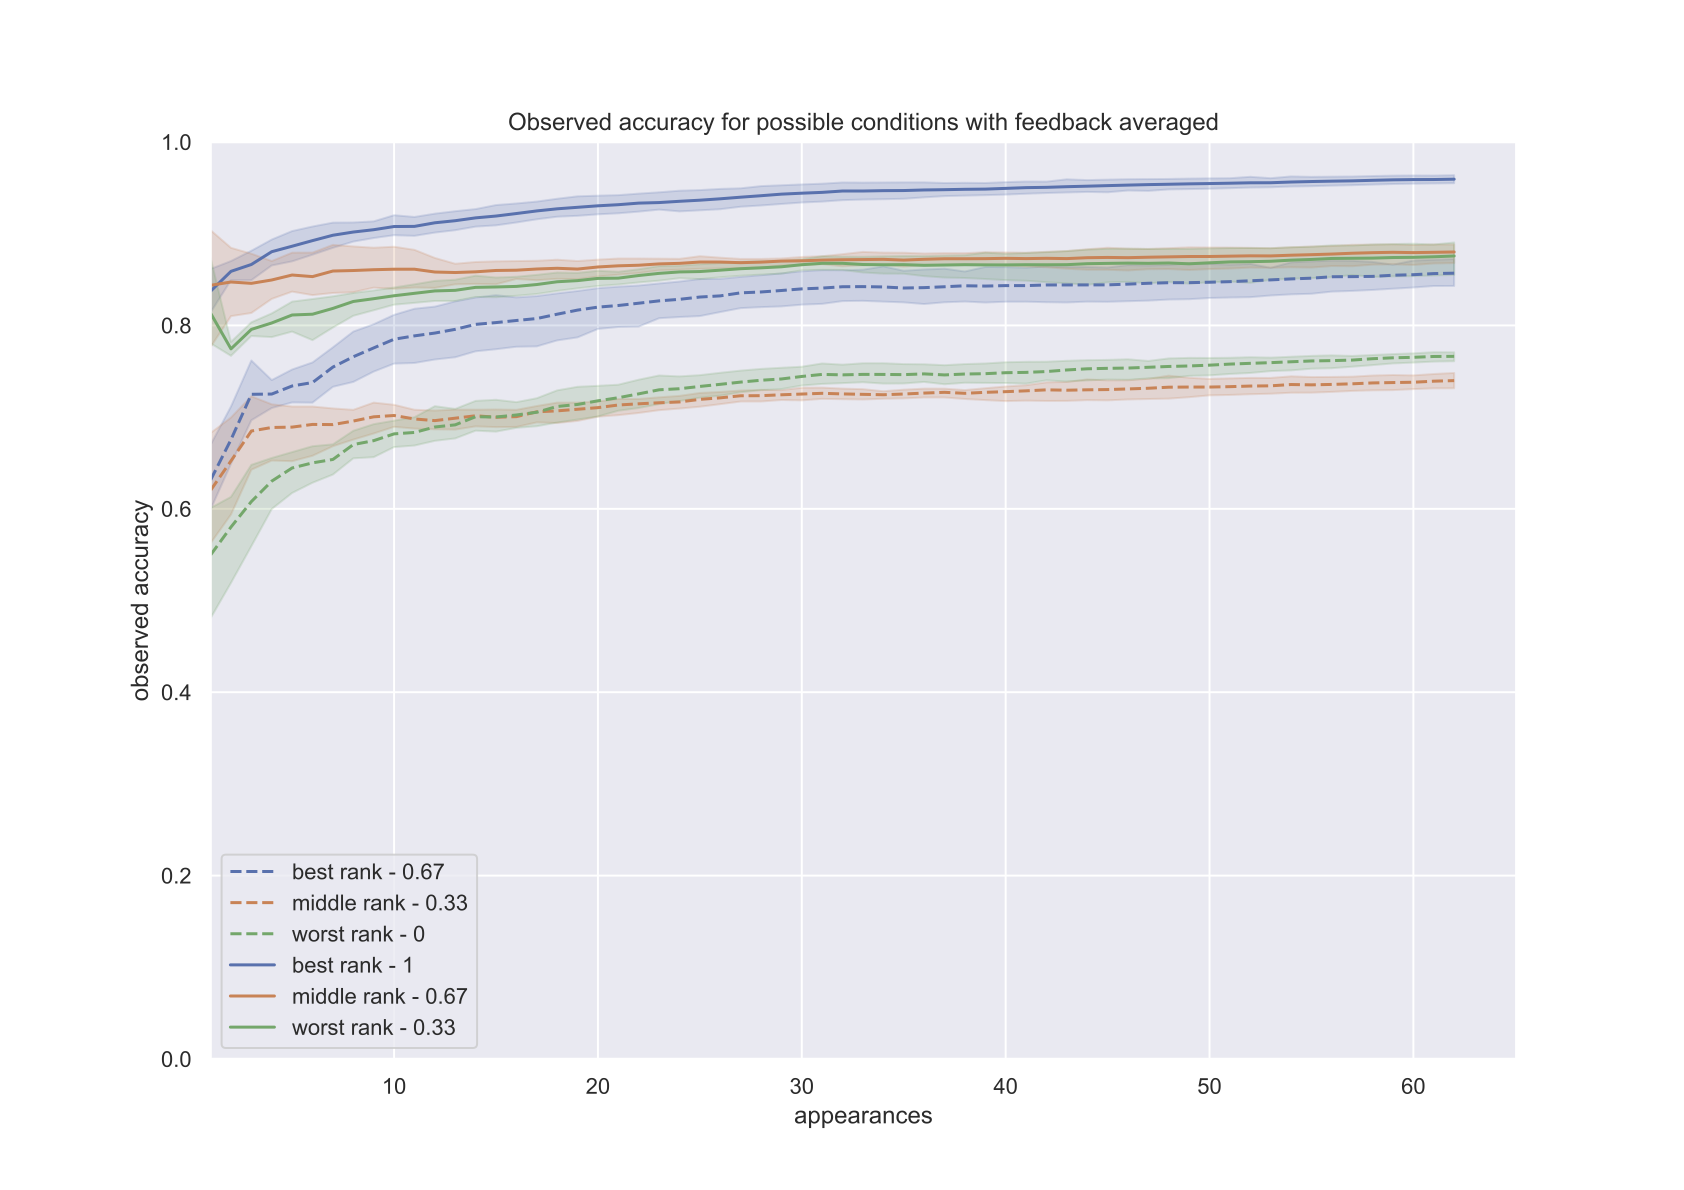 Observed accuracy for possible conditions with feedback averaged
1.0
0.8
0.6
0.4
0.2
0.0
observed accuracy
best rank - 0.67
middle rank - 0.33
worst rank - 0
best rank - 1
middle rank - 0.67
worst rank - 0.33
10 20 30 40 50 60
appearances